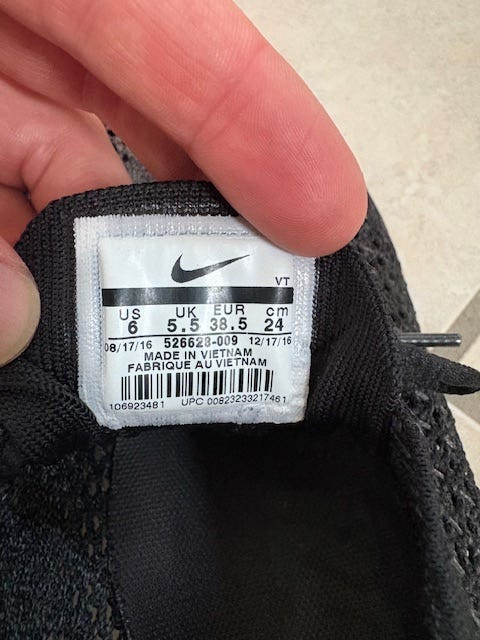 VT
US UK EUR cm
6 5.5 38.5 24
08/17/16 526628-009 12/17/16
MADE IN VIETNAM
FABRIQUE AU VIETNAM
106923481 UPC 00823233217461